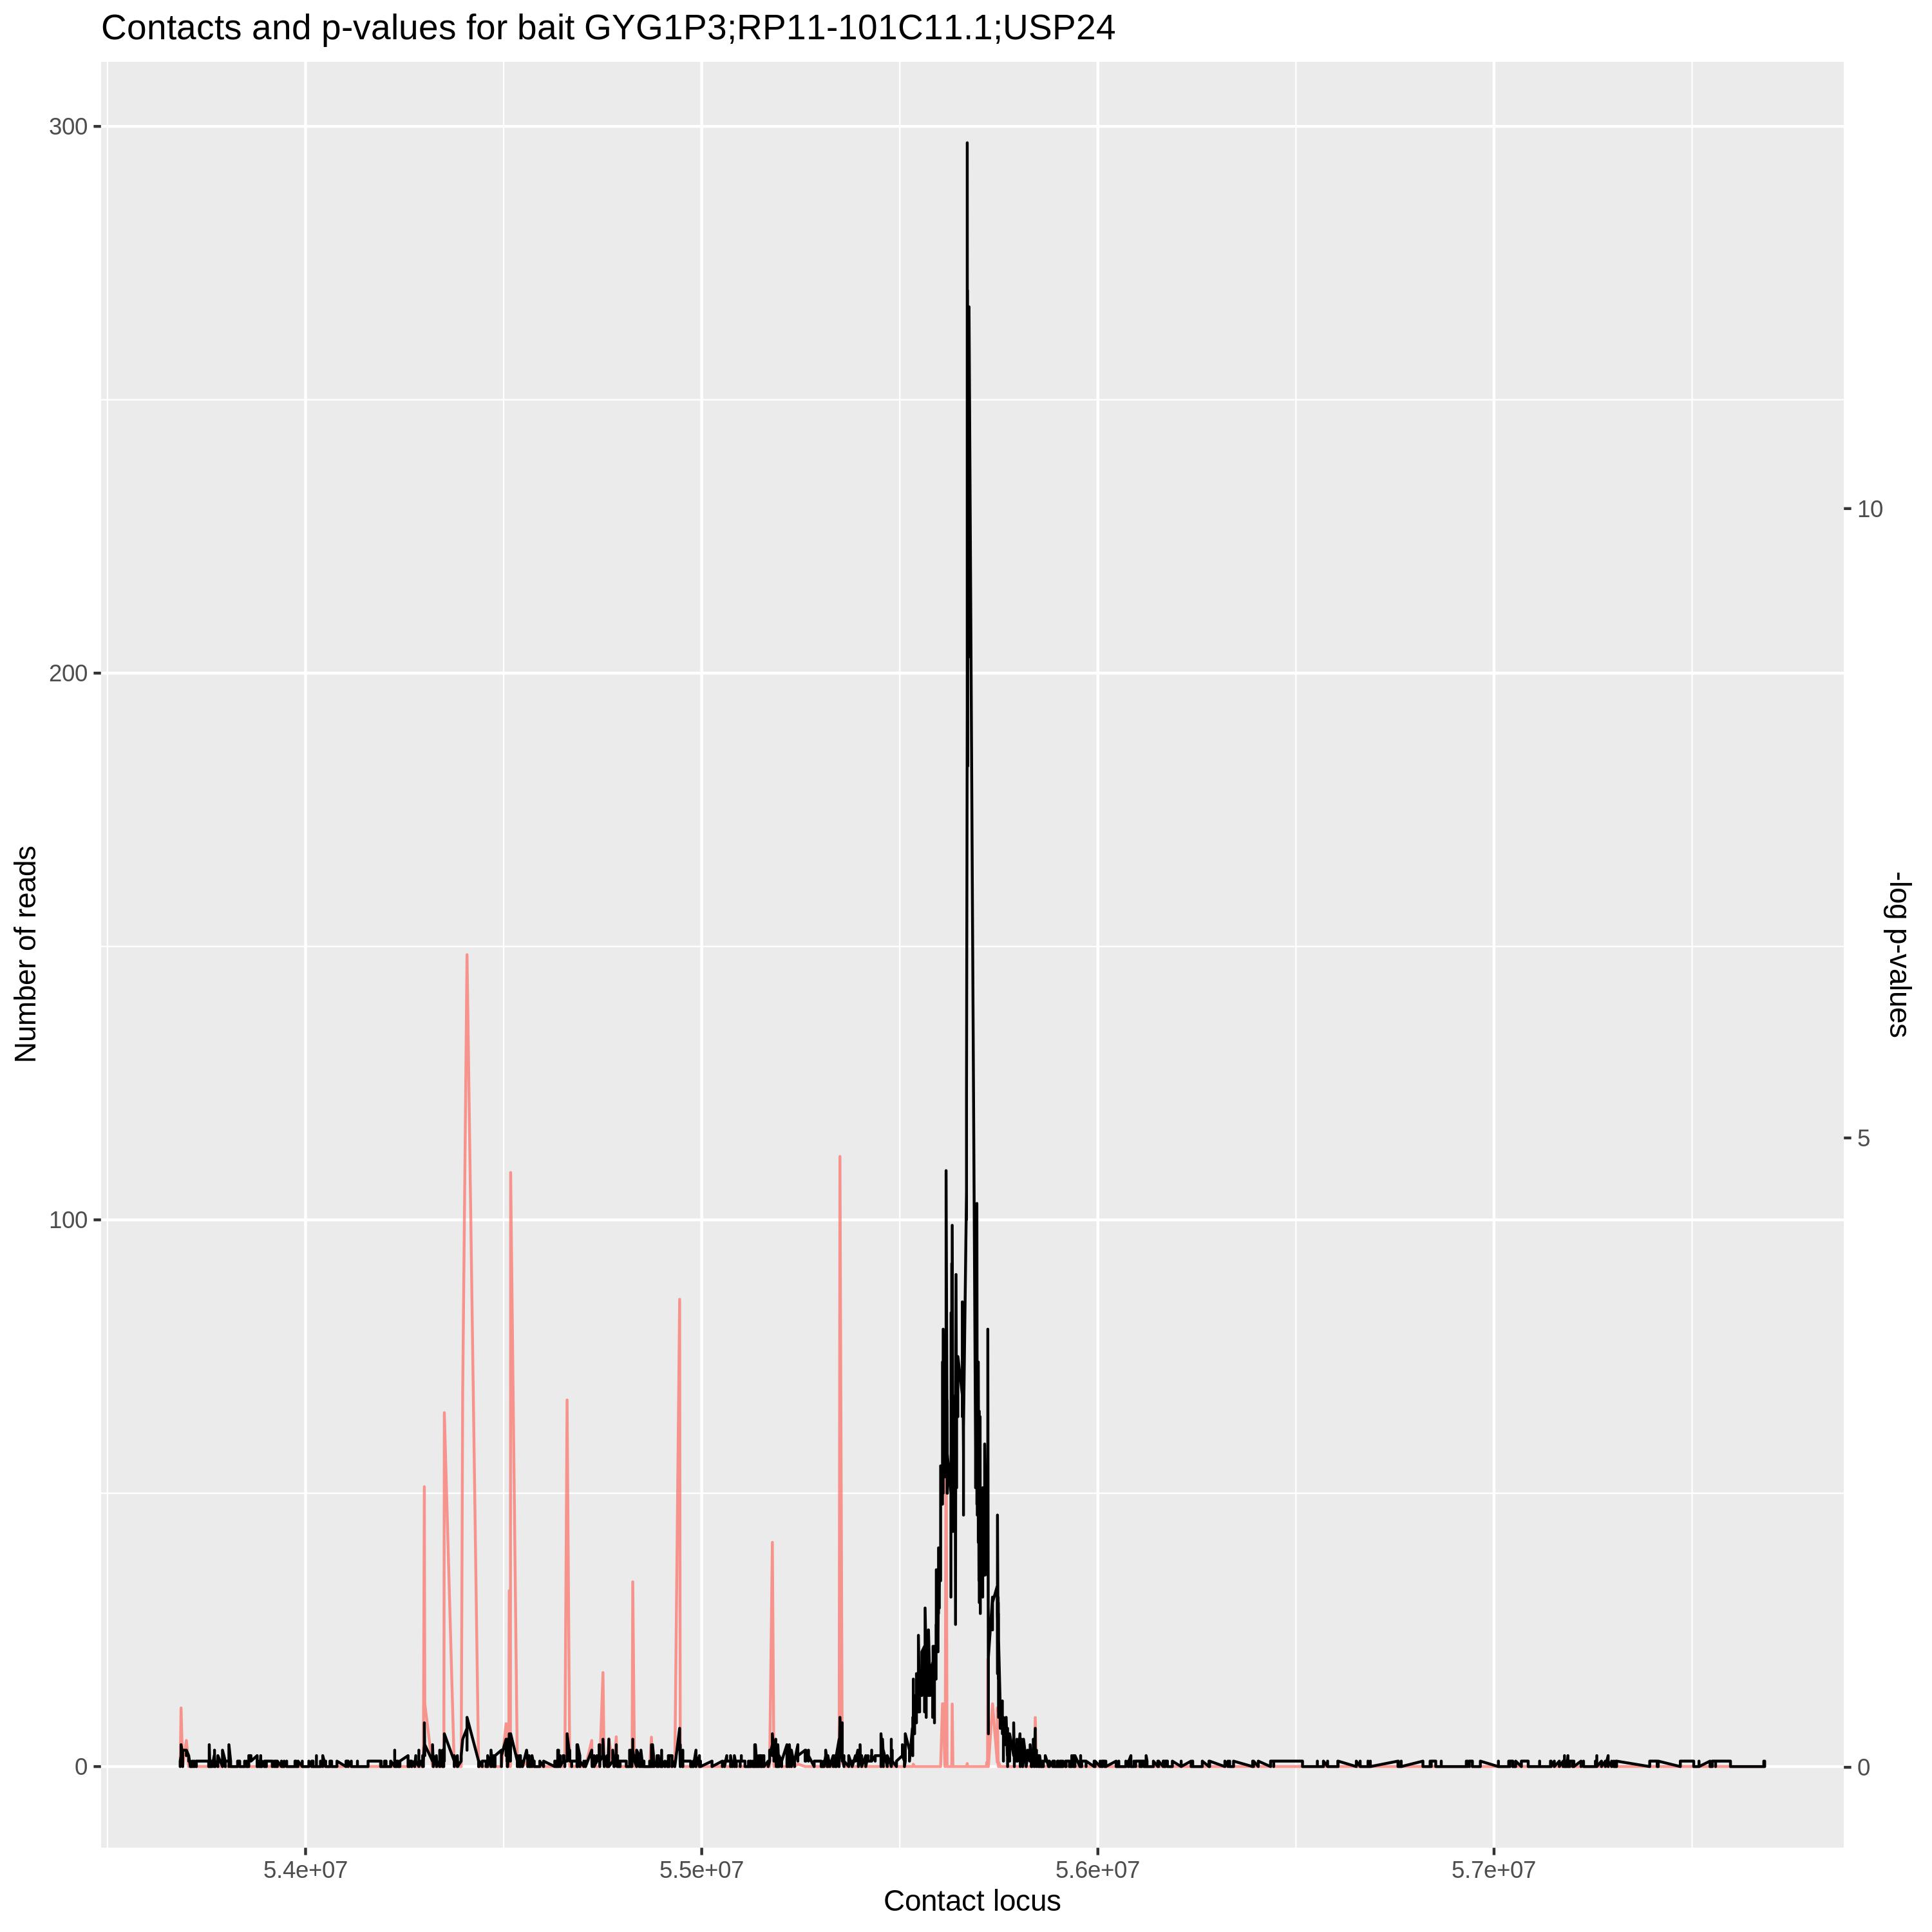 Contacts and p-values for bait GYG1P3;RP11-101C11.1;USP24
300
200
100
0
Number of reads
10
5
0
-log p-values
5.4e+07
5.5e+07
5.6e+07
5.7e+07
Contact locus